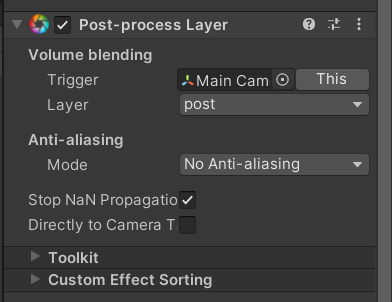 Post-process Layer
Volume blending
Trigger Main Cam This
Layer post
Anti-aliasing
Mode No Anti-aliasing
Stop NaN Propagatio
Directly to Camera T
Toolkit
Custom Effect Sorting